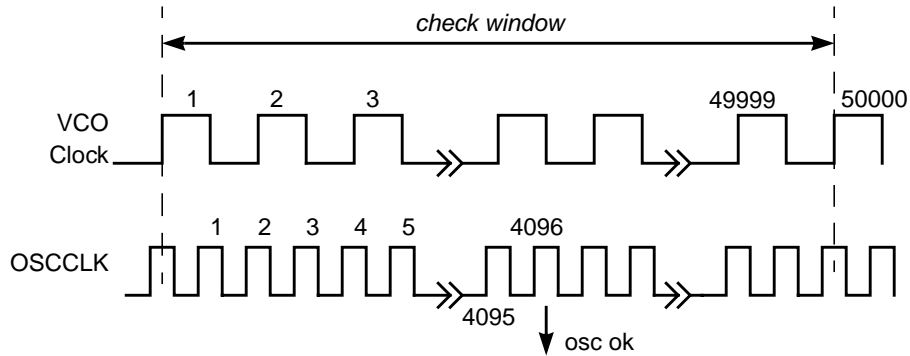 check window
1 2 3 49999 50000
VCO
Clock
1 2 3 4 5 4096
OSCCLK
4095
osc ok